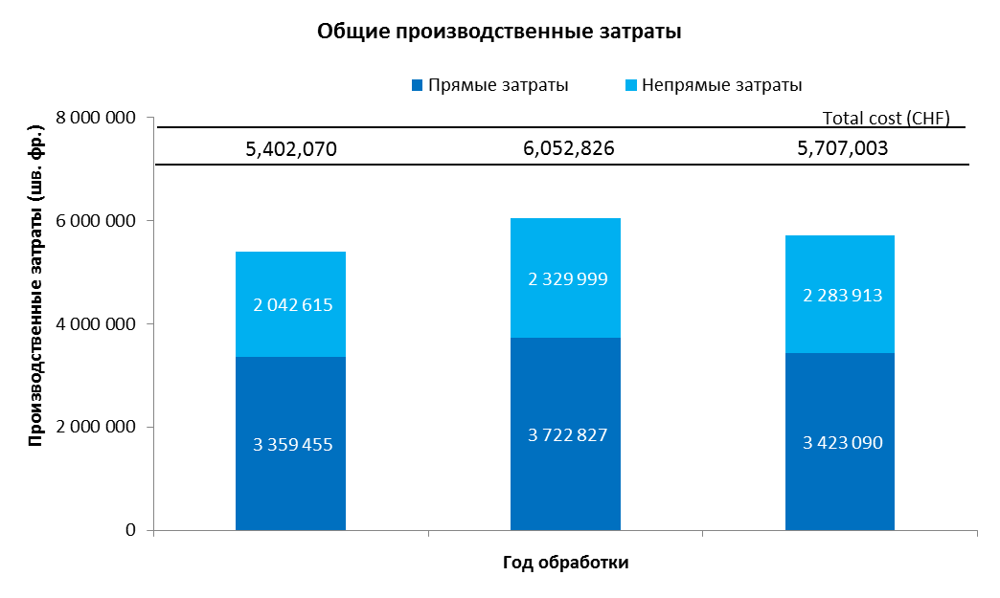 Общие производственные затраты
Прямые затраты Непрямые затраты
Производственные затраты (шв. фр.)
8 000 000
Total cost (CHF)
5,402,070 6,052,826 5,707,003
6 000 000
2 042 615 2 329 999 2 283 913
4 000 000
2 000 000
3 359 455 3 722 827 3 423 090
0
Год обработки